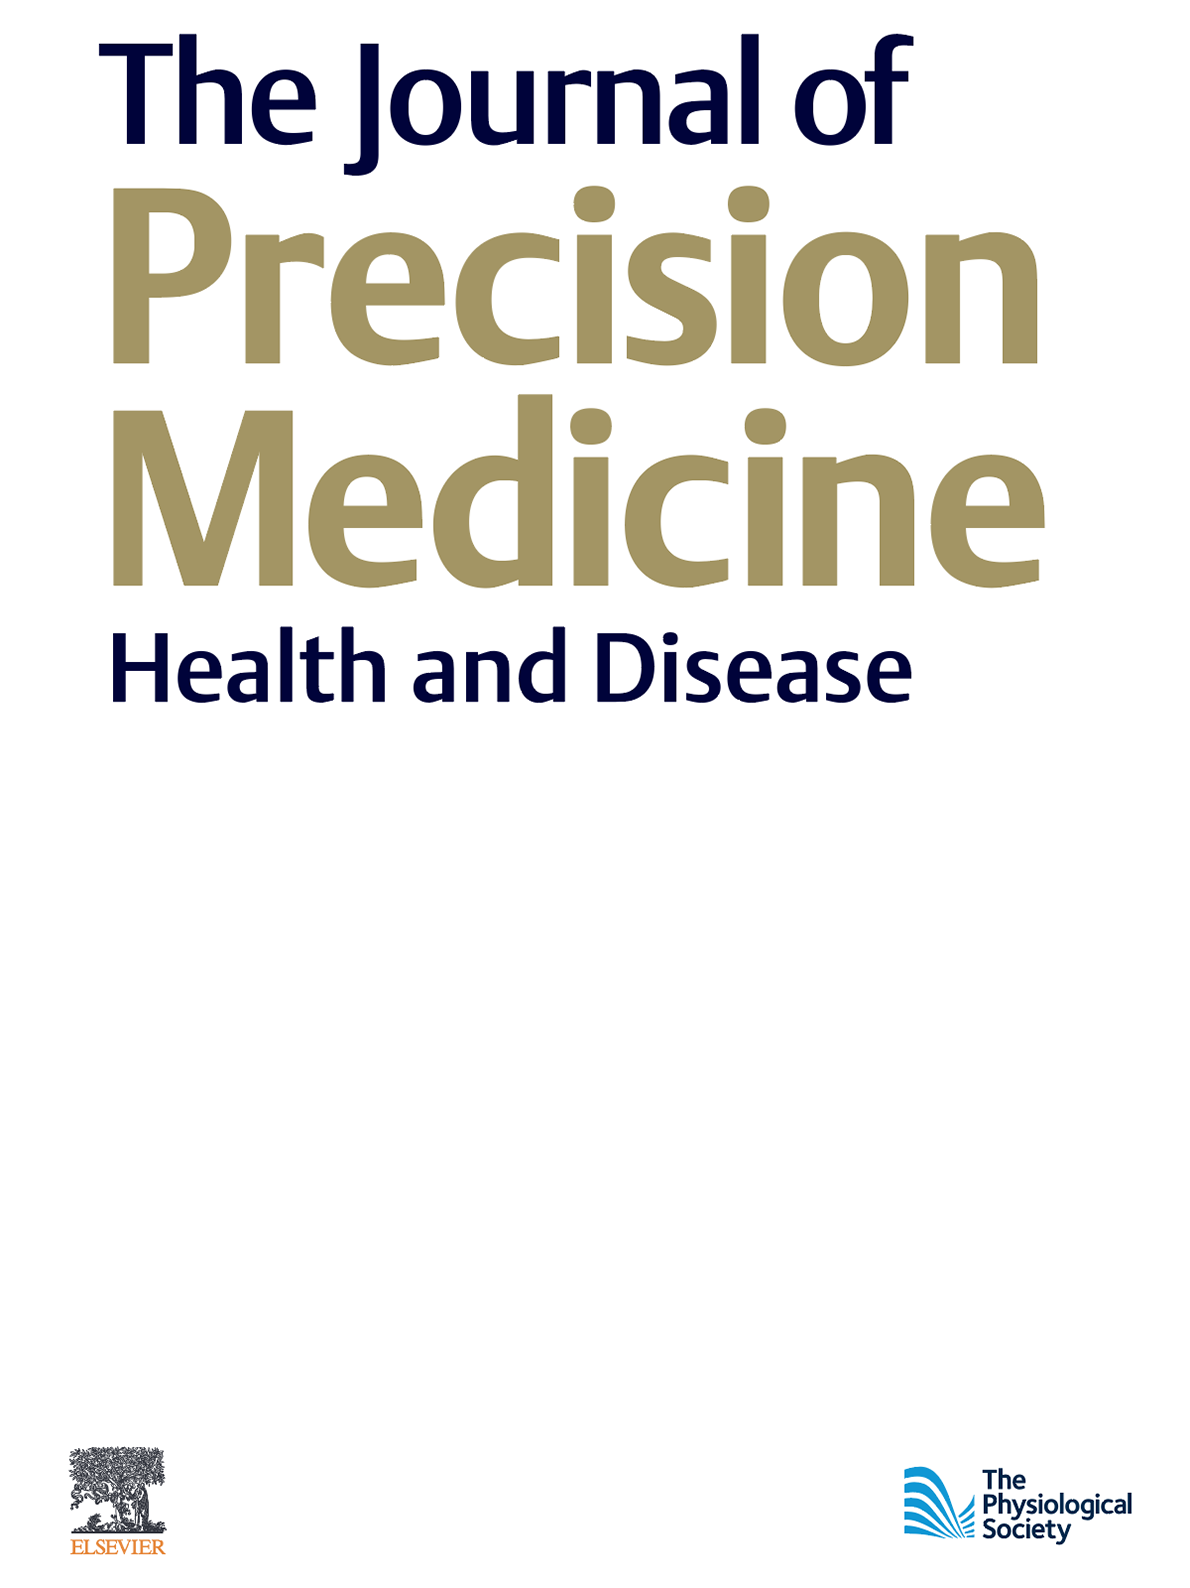 The Journal of
Precision
Medicine
Health and Disease
ELSEVIER
The
Physiological
Society